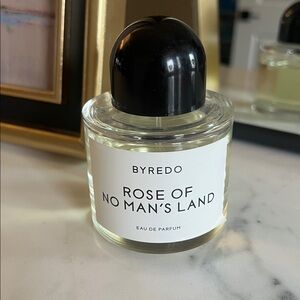 BYREDO
ROSE OF
NO MAN'S LAND
EAU DE PARFUM